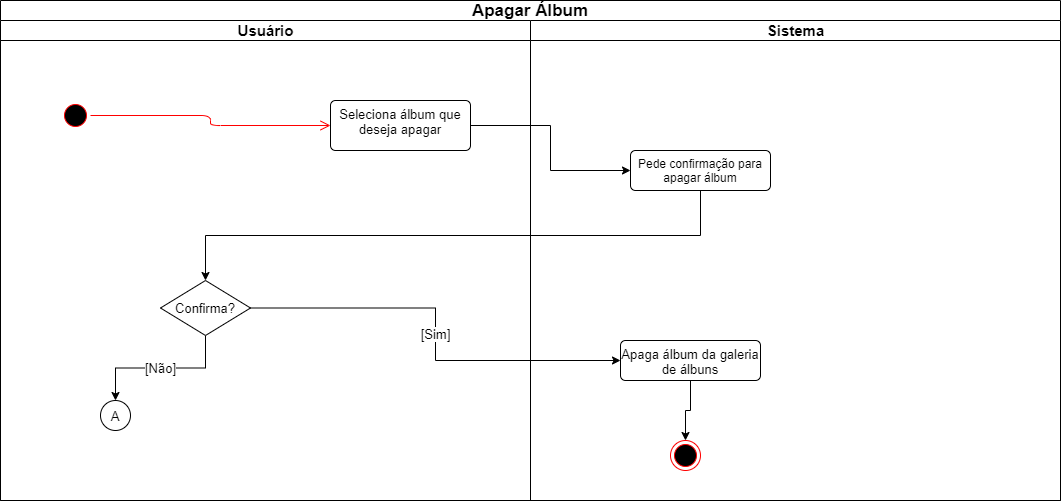 Apagar Álbum
Usuário
Sistema
Seleciona álbum que
deseja apagar
Pede confirmação para
apagar álbum
Confirma?
[Sim]
[Não]
Apaga álbum da galeria
de álbuns
A